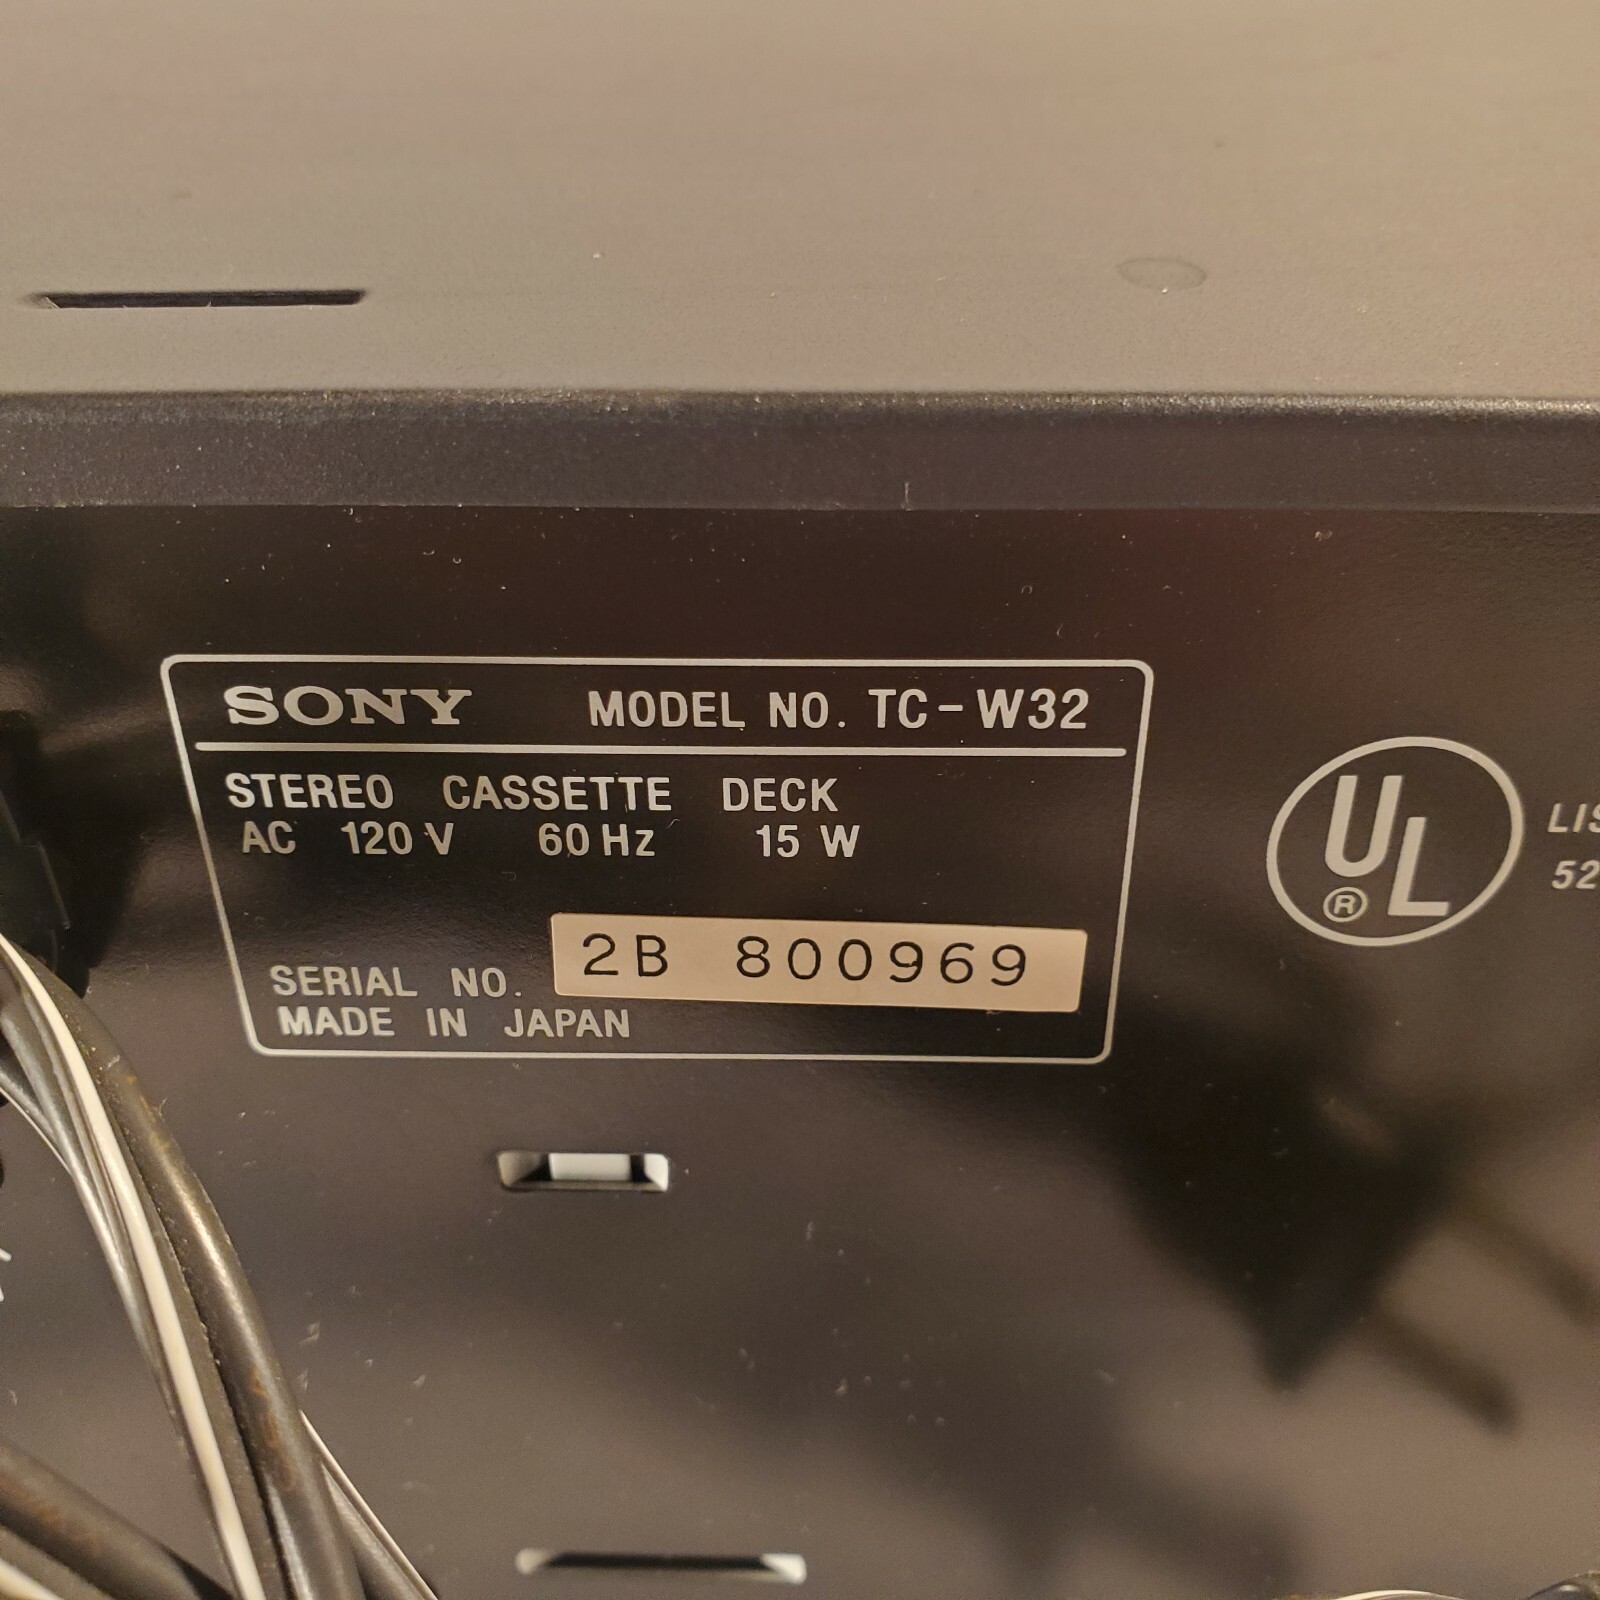 SONY MODEL NO. TC-W32
STEREO CASSETTE DECK
AC 120 V 60 Hz 15 W
SERIAL NO. 2B 800969
MADE IN JAPAN
UL
®